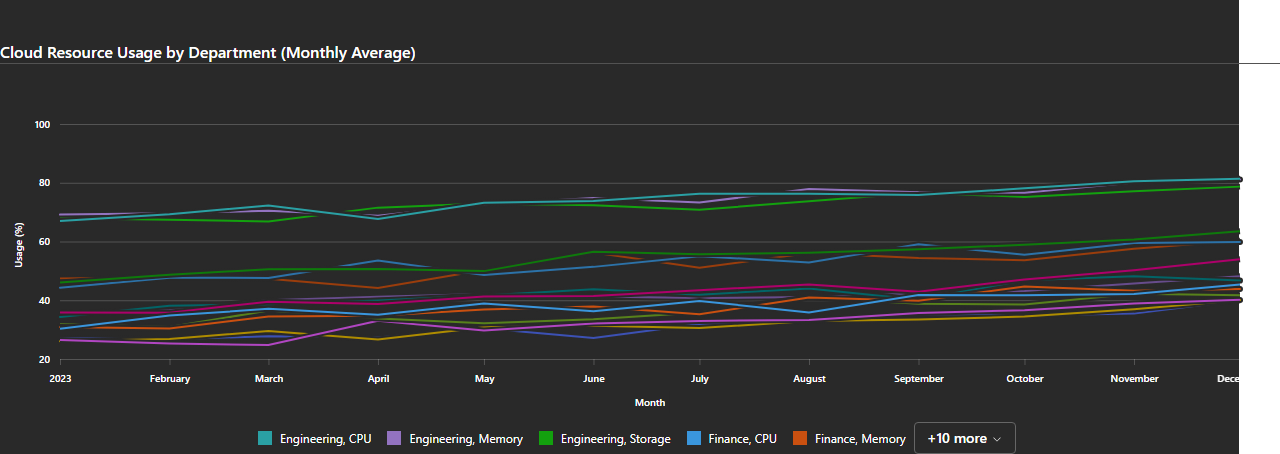 Cloud Resource Usage by Department (Monthly Average)
100
80
60
40
20
Usage (%)
2023 February March April May June July August September October November Dece
Month
Engineering, CPU Engineering, Memory Engineering, Storage Finance, CPU Finance, Memory +10 more